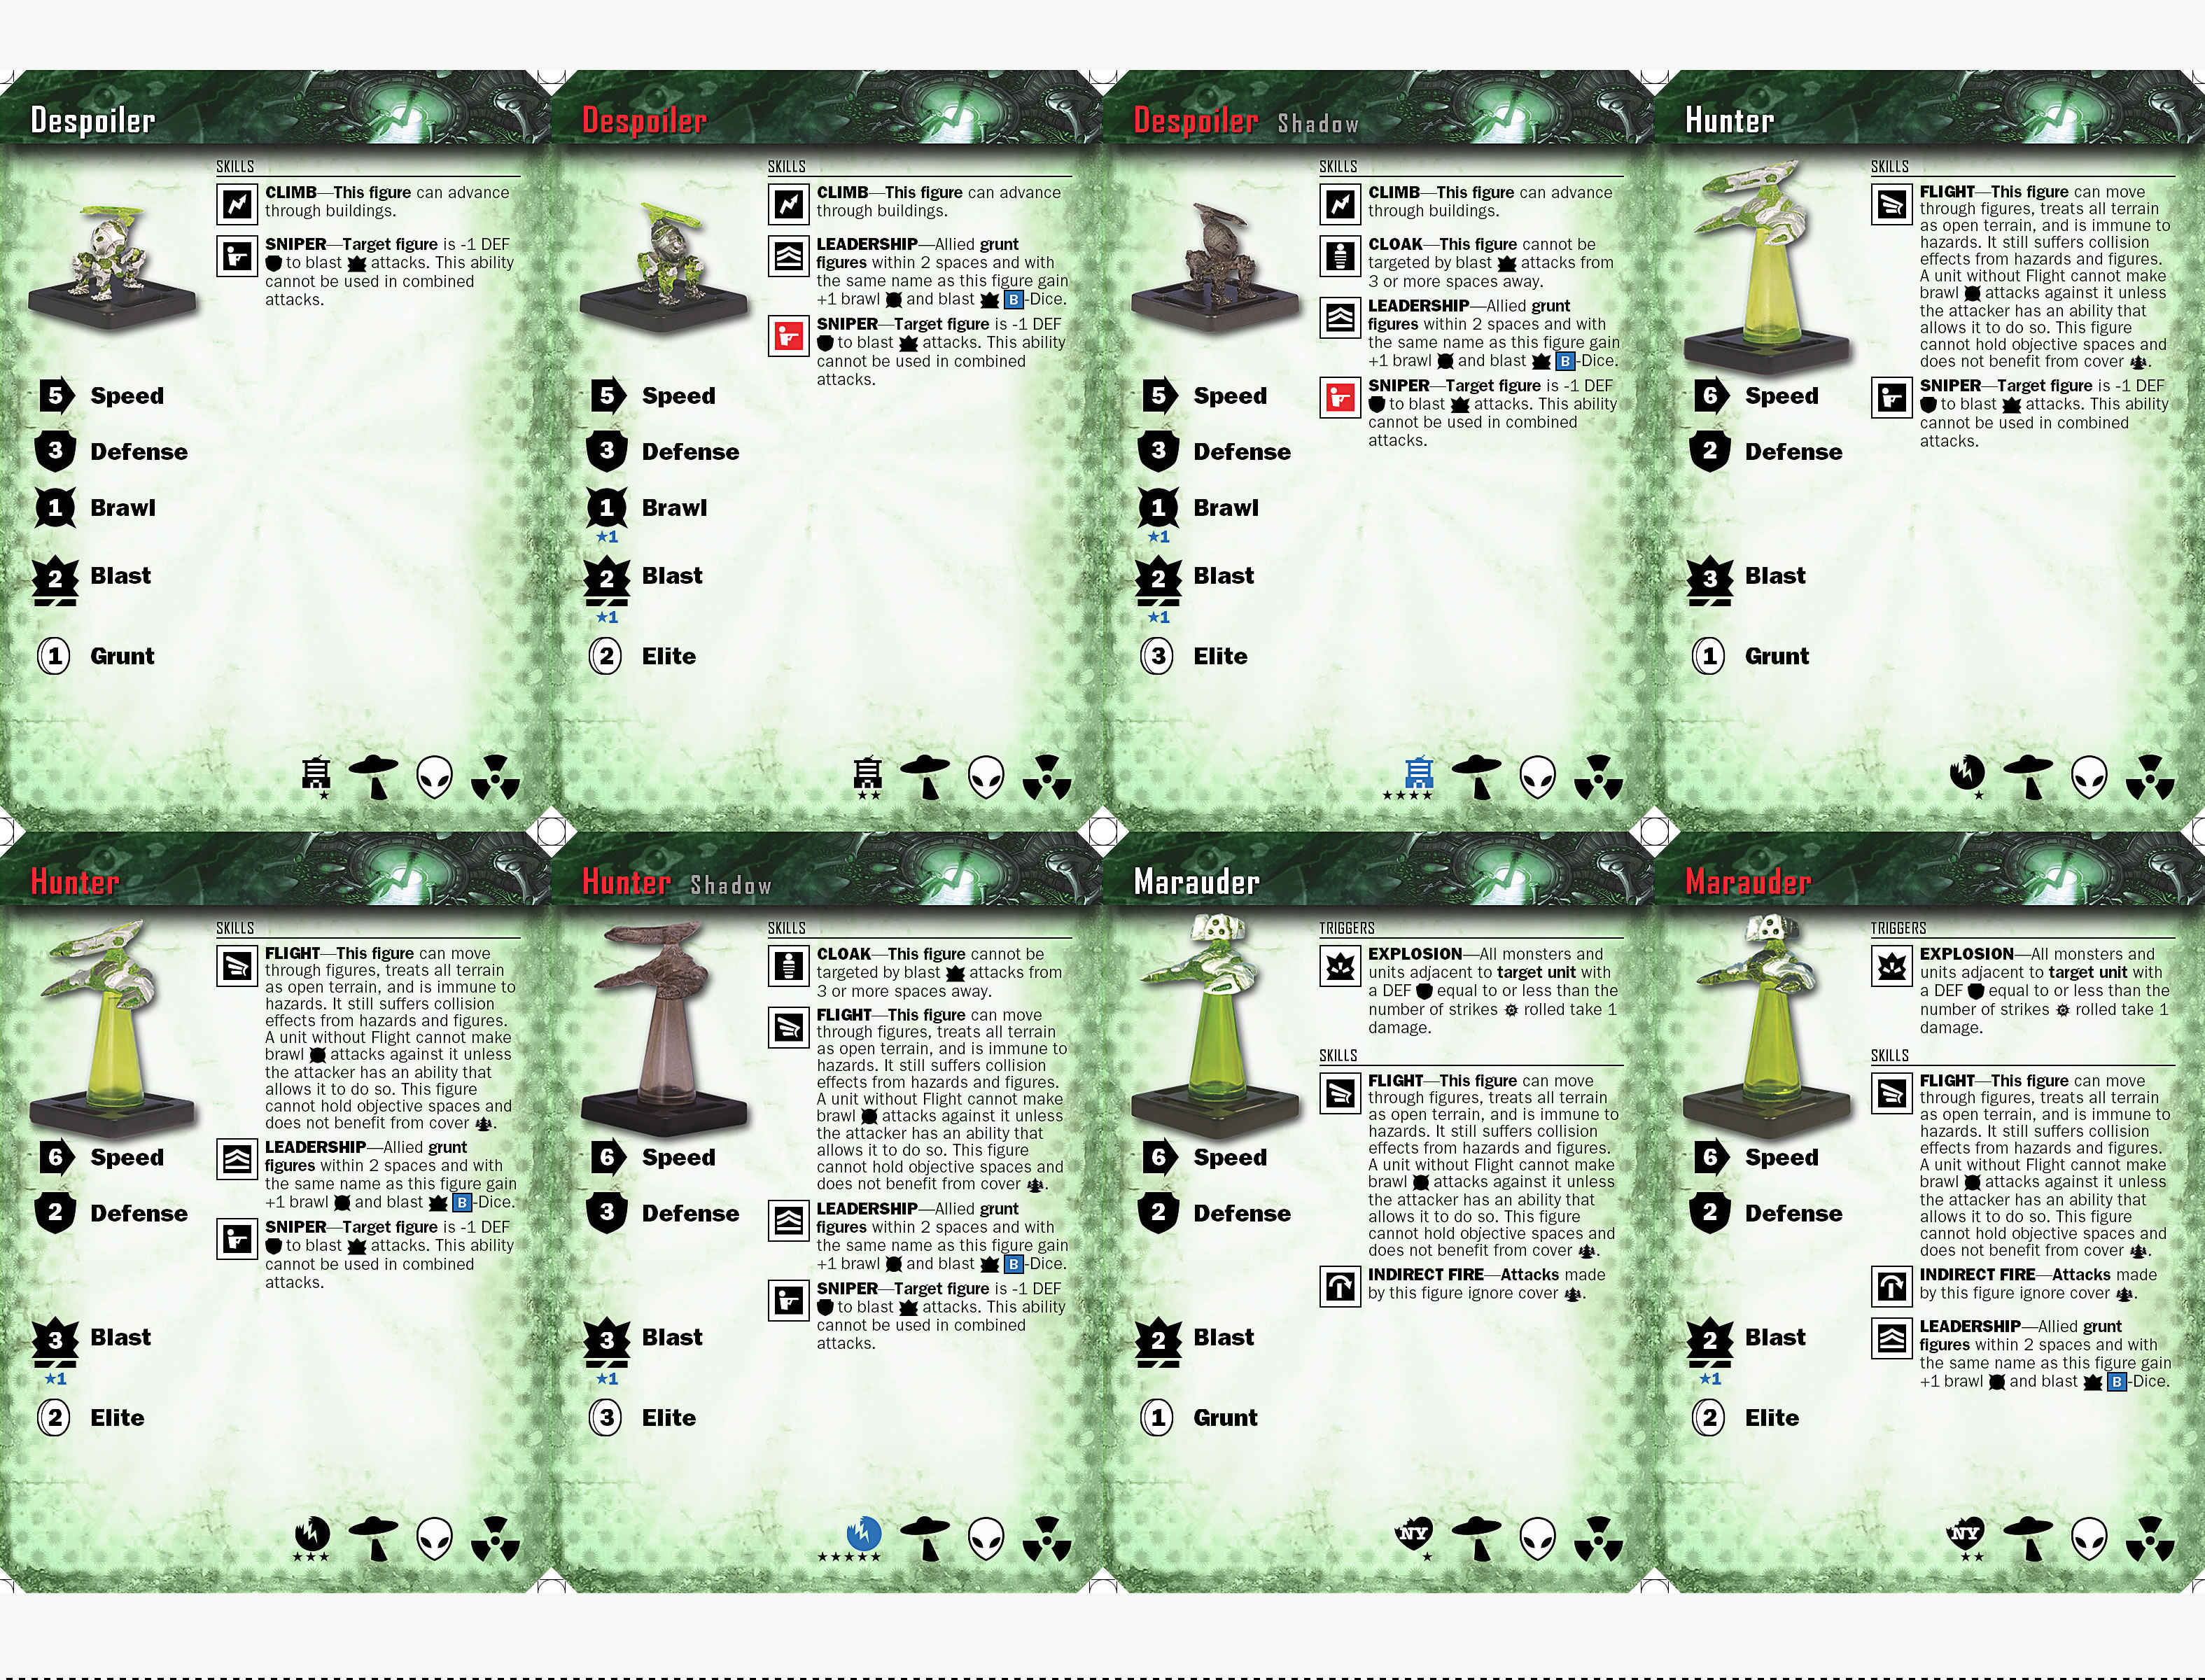 Despoiler
SKILLS
CLIMB—This figure can advance
through buildings.
SNIPER—Target figure is -1 DEF
to blast attacks. This ability
cannot be used in combined
attacks.
5 Speed
3 Defense
1 Brawl
2 Blast
1 Grunt
★
Despoiler
SKILLS
CLIMB—This figure can advance
through buildings.
LEADERSHIP—Allied grunt
figures within 2 spaces and with
the same name as this figure gain
+1 brawl and blast B-Dice.
SNIPER—Target figure is -1 DEF
to blast attacks. This ability
cannot be used in combined
attacks.
5 Speed
3 Defense
1 Brawl
★1
2 Blast
★1
2 Elite
★★
Despoiler Shadow
SKILLS
CLIMB—This figure can advance
through buildings.
CLOAK—This figure cannot be
targeted by blast attacks from
3 or more spaces away.
LEADERSHIP—Allied grunt
figures within 2 spaces and with
the same name as this figure gain
+1 brawl and blast B-Dice.
SNIPER—Target figure is -1 DEF
to blast attacks. This ability
cannot be used in combined
attacks.
5 Speed
3 Defense
1 Brawl
★1
2 Blast
★1
3 Elite
★★★★
Hunter
SKILLS
FLIGHT—This figure can move
through figures, treats all terrain
as open terrain, and is immune to
hazards. It still suffers collision
effects from hazards and figures.
A unit without Flight cannot make
brawl attacks against it unless
the attacker has an ability that
allows it to do so. This figure
cannot hold objective spaces and
does not benefit from cover .
SNIPER—Target figure is -1 DEF
to blast attacks. This ability
cannot be used in combined
attacks.
6 Speed
2 Defense
3 Blast
1 Grunt
★
Hunter
SKILLS
FLIGHT—This figure can move
through figures, treats all terrain
as open terrain, and is immune to
hazards. It still suffers collision
effects from hazards and figures.
A unit without Flight cannot make
brawl attacks against it unless
the attacker has an ability that
allows it to do so. This figure
cannot hold objective spaces and
does not benefit from cover .
LEADERSHIP—Allied grunt
figures within 2 spaces and with
the same name as this figure gain
+1 brawl and blast B-Dice.
SNIPER—Target figure is -1 DEF
to blast attacks. This ability
cannot be used in combined
attacks.
6 Speed
2 Defense
3 Blast
★1
2 Elite
★★★
Hunter Shadow
SKILLS
CLOAK—This figure cannot be
targeted by blast attacks from
3 or more spaces away.
FLIGHT—This figure can move
through figures, treats all terrain
as open terrain, and is immune to
hazards. It still suffers collision
effects from hazards and figures.
A unit without Flight cannot make
brawl attacks against it unless
the attacker has an ability that
allows it to do so. This figure
cannot hold objective spaces and
does not benefit from cover .
LEADERSHIP—Allied grunt
figures within 2 spaces and with
the same name as this figure gain
+1 brawl and blast B-Dice.
SNIPER—Target figure is -1 DEF
to blast attacks. This ability
cannot be used in combined
attacks.
6 Speed
3 Defense
3 Blast
★1
3 Elite
★★★★★
Marauder
TRIGGERS
EXPLOSION—All monsters and
units adjacent to target unit with
a DEF equal to or less than the
number of strikes rolled take 1
damage.
SKILLS
FLIGHT—This figure can move
through figures, treats all terrain
as open terrain, and is immune to
hazards. It still suffers collision
effects from hazards and figures.
A unit without Flight cannot make
brawl attacks against it unless
the attacker has an ability that
allows it to do so. This figure
cannot hold objective spaces and
does not benefit from cover .
INDIRECT FIRE—Attacks made
by this figure ignore cover .
6 Speed
2 Defense
2 Blast
1 Grunt
NY
★
Marauder
TRIGGERS
EXPLOSION—All monsters and
units adjacent to target unit with
a DEF equal to or less than the
number of strikes rolled take 1
damage.
SKILLS
FLIGHT—This figure can move
through figures, treats all terrain
as open terrain, and is immune to
hazards. It still suffers collision
effects from hazards and figures.
A unit without Flight cannot make
brawl attacks against it unless
the attacker has an ability that
allows it to do so. This figure
cannot hold objective spaces and
does not benefit from cover .
INDIRECT FIRE—Attacks made
by this figure ignore cover .
LEADERSHIP—Allied grunt
figures within 2 spaces and with
the same name as this figure gain
+1 brawl and blast B-Dice.
6 Speed
2 Defense
2 Blast
★1
2 Elite
NY
★★